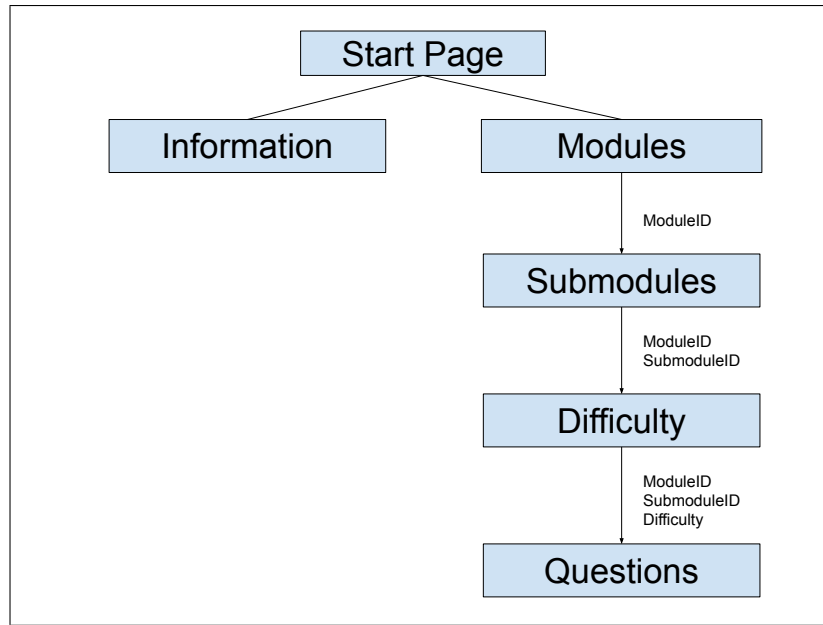 Start Page
Information
Modules
ModuleID
Submodules
ModuleID
SubmoduleID
Difficulty
ModuleID
SubmoduleID
Difficulty
Questions